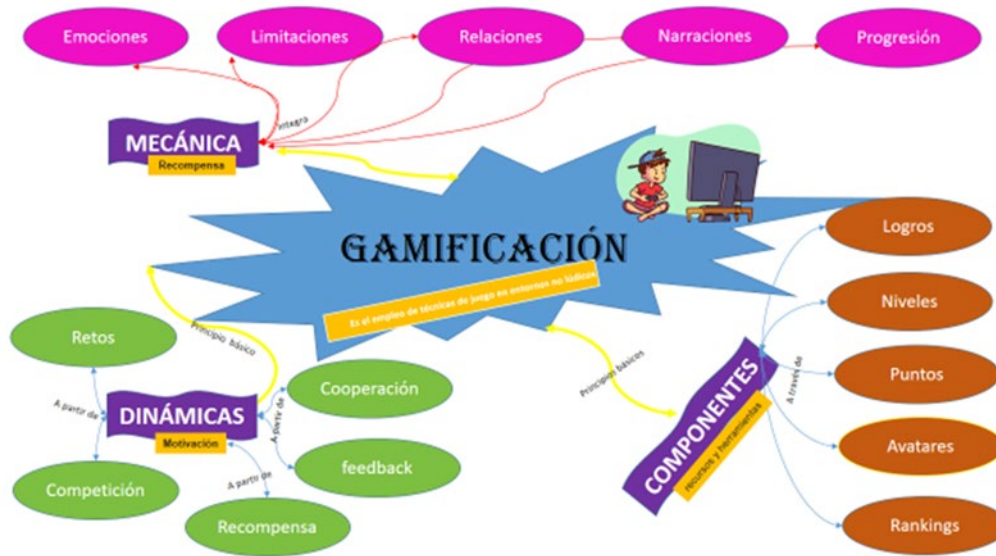 Emociones
Limitaciones
Relaciones
Narraciones
Progresión
integra
MECÁNICA
Recompensa
GAMIFICACIÓN
Es el empleo de técnicas de juego en entornos no lúdicos
Principio básico
Principios básicos
Retos
A partir de
DINÁMICAS
Motivación
Competición
A partir de
Cooperación
feedback
A partir de
Recompensa
COMPONENTES
recursos y herramientas
A través de
Logros
Niveles
Puntos
Avatares
Rankings